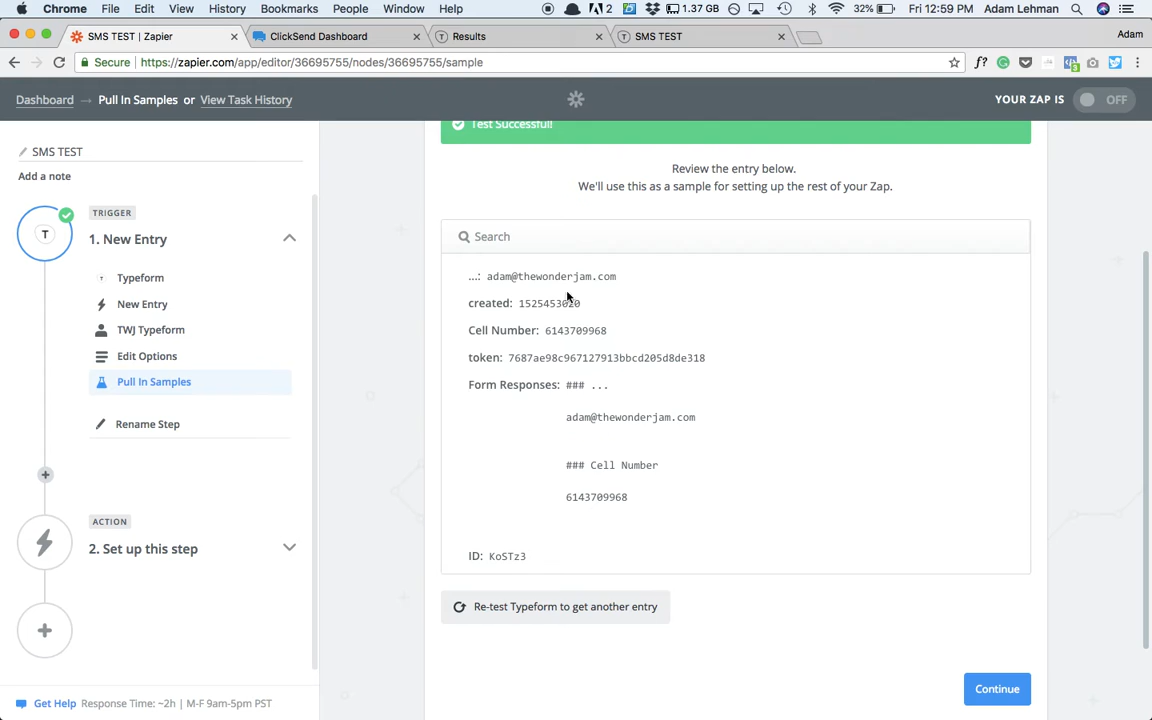 Chrome File Edit View History Bookmarks People Window Help 2 1.37 GB 32% Fri 12:59 PM Adam Lehman
SMS TEST | Zapier ClickSend Dashboard Results SMS TEST Adam
Secure https://zapier.com/app/editor/36695755/nodes/36695755/sample f? 3
Dashboard → Pull In Samples or View Task History YOUR ZAP IS OFF
SMS TEST
Add a note
TRIGGER
T 1. New Entry
Typeform
New Entry
TWJ Typeform
Edit Options
Pull In Samples
Rename Step
ACTION
2. Set up this step
Get Help Response Time: ~2h | M-F 9am-5pm PST
Test Successful!
Review the entry below.
We'll use this as a sample for setting up the rest of your Zap.
Search
...: adam@thewonderjam.com
created: 1525453020
Cell Number: 6143709968
token: 7687ae98c967127913bbcd205d8de318
Form Responses: ### ...
adam@thewonderjam.com
### Cell Number
6143709968
ID: KoSTz3
Re-test Typeform to get another entry
Continue